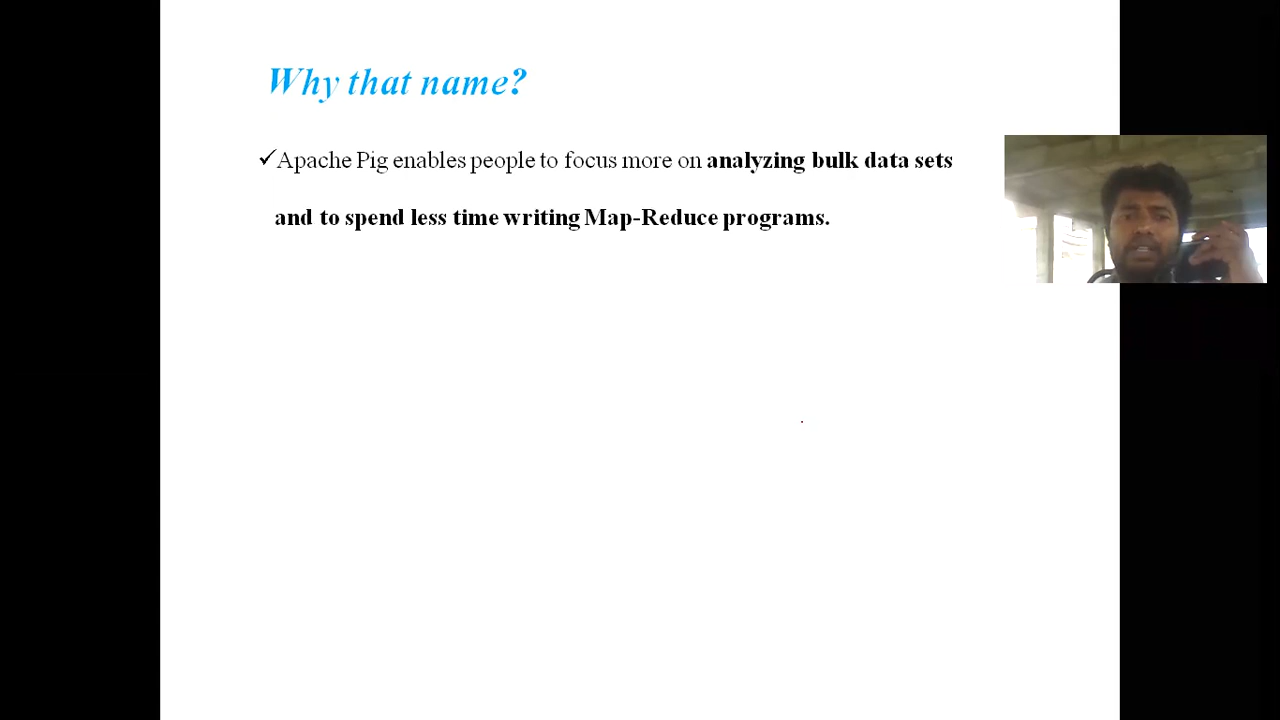 Why that name?
✓Apache Pig enables people to focus more on analyzing bulk data sets
and to spend less time writing Map-Reduce programs.